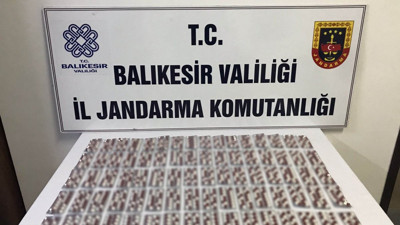 T.C.
BALIKESİR VALİLİĞİ
İL JANDARMA KOMUTANLIĞI
T.C.
BALIKESİR
VALİLİĞİ
JANDARMA